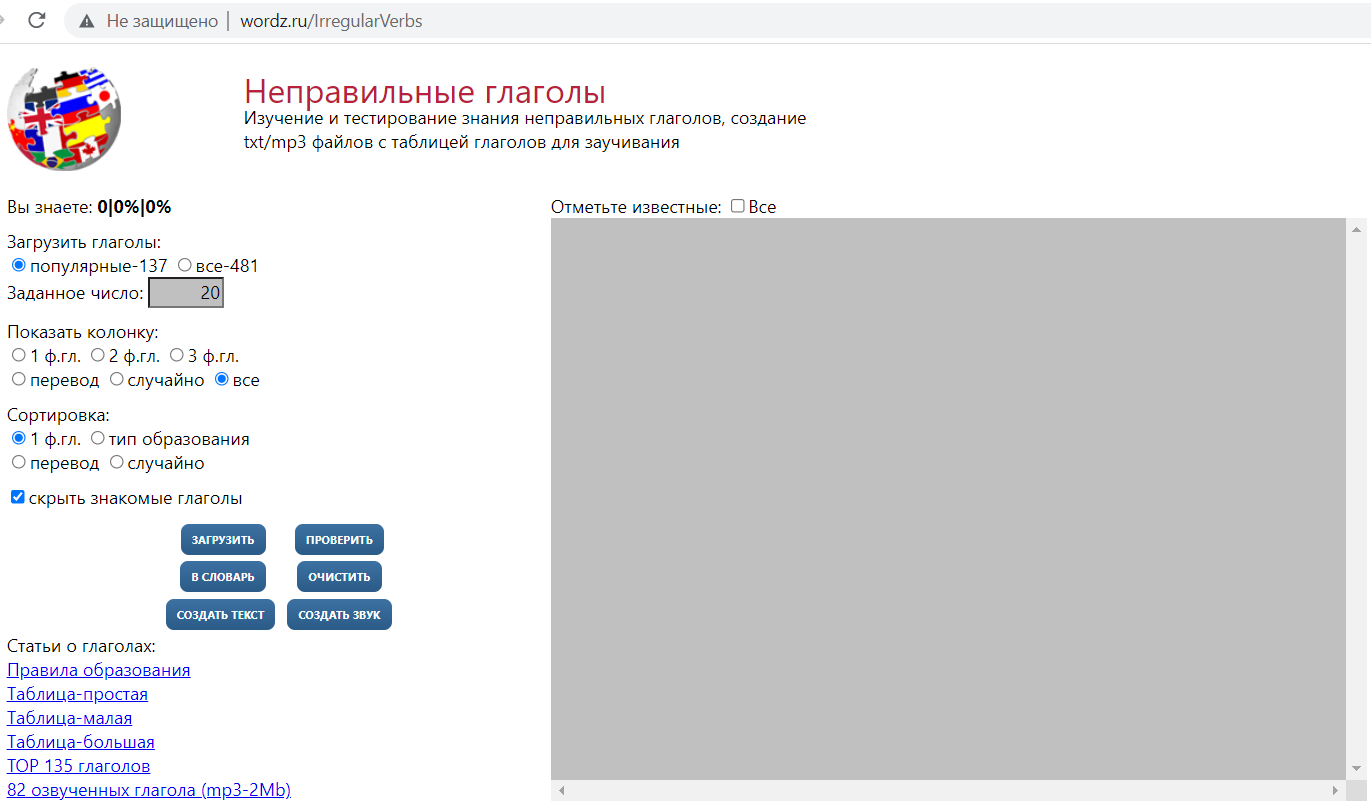 Не защищено | wordz.ru/IrregularVerbs
Неправильные глаголы
Изучение и тестирование знания неправильных глаголов, создание
txt/mp3 файлов с таблицей глаголов для заучивания
Вы знаете: 0|0%|0%
Отметьте известные: Все
Загрузить глаголы:
популярные-137 все-481
Заданное число: 20
Показать колонку:
1 ф.гл. 2 ф.гл. 3 ф.гл.
перевод случайно все
Сортировка:
1 ф.гл. тип образования
перевод случайно
скрыть знакомые глаголы
ЗАГРУЗИТЬ ПРОВЕРИТЬ
В СЛОВАРЬ ОЧИСТИТЬ
СОЗДАТЬ ТЕКСТ СОЗДАТЬ ЗВУК
Статьи о глаголах:
Правила образования
Таблица-простая
Таблица-малая
Таблица-большая
TOP 135 глаголов
82 озвученных глагола (mp3-2Mb)